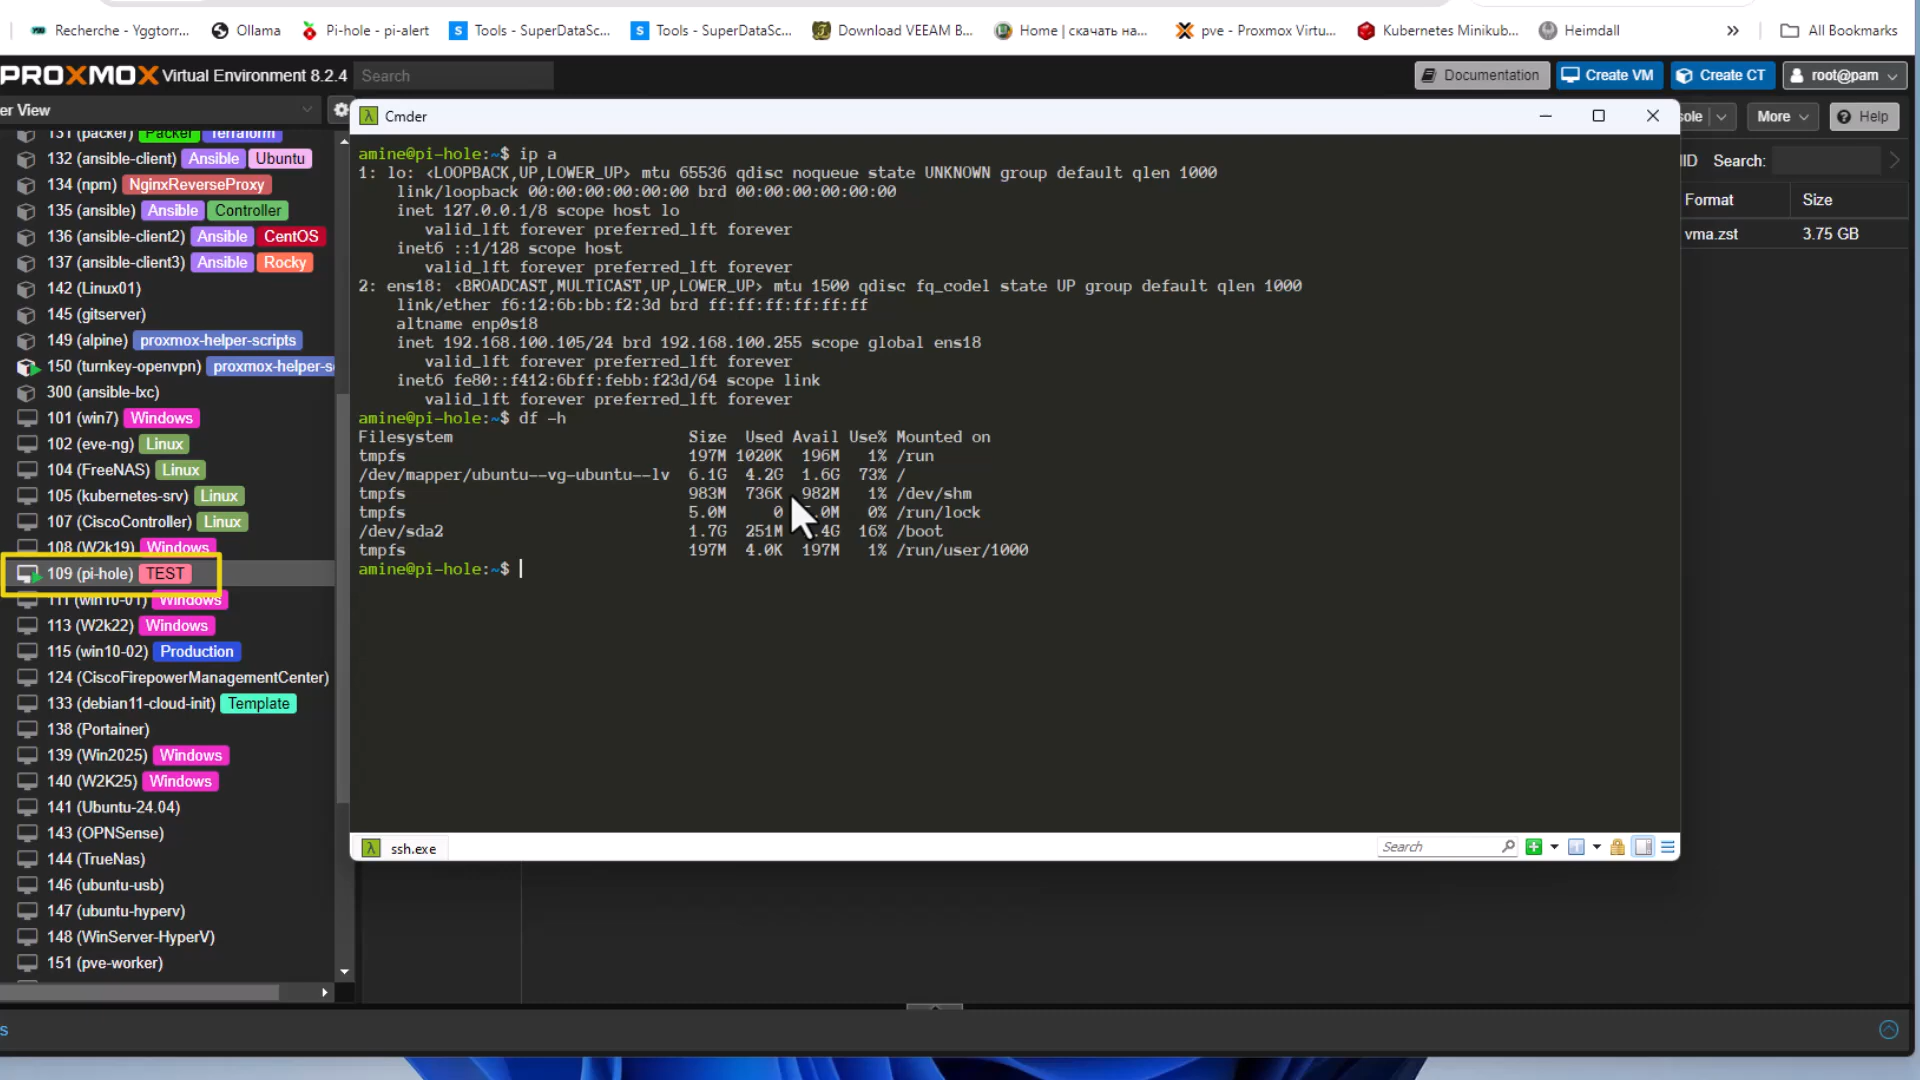 Recherche - Yggtorr...
Ollama
Pi-hole - pi-alert
Tools - SuperDataSc...
Tools - SuperDataSc...
Download VEEAM B...
Home | скачать на...
pve - Proxmox Virtu...
Kubernetes Minikub...
Heimdall
»
All Bookmarks
PROXMOX Virtual Environment 8.2.4
Search
Documentation
Create VM
Create CT
root@pam
er View
Cmder
sole
More
Help
Search:
Format
Size
vma.zst
3.75 GB
131 (packer) Packer Terraform
132 (ansible-client) Ansible Ubuntu
134 (npm) NginxReverseProxy
135 (ansible) Ansible Controller
136 (ansible-client2) Ansible CentOS
137 (ansible-client3) Ansible Rocky
142 (Linux01)
145 (gitserver)
149 (alpine) proxmox-helper-scripts
150 (turnkey-openvpn) proxmox-helper-s
300 (ansible-lxc)
101 (win7) Windows
102 (eve-ng) Linux
104 (FreeNAS) Linux
105 (kubernetes-srv) Linux
107 (CiscoController) Linux
108 (W2k19) Windows
109 (pi-hole) TEST
111 (win10-01) Windows
113 (W2k22) Windows
115 (win10-02) Production
124 (CiscoFirepowerManagementCenter)
133 (debian11-cloud-init) Template
138 (Portainer)
139 (Win2025) Windows
140 (W2K25) Windows
141 (Ubuntu-24.04)
143 (OPNSense)
144 (TrueNas)
146 (ubuntu-usb)
147 (ubuntu-hyperv)
148 (WinServer-HyperV)
151 (pve-worker)
amine@pi-hole:~$ ip a
1: lo: <LOOPBACK,UP,LOWER_UP> mtu 65536 qdisc noqueue state UNKNOWN group default qlen 1000
link/loopback 00:00:00:00:00:00 brd 00:00:00:00:00:00
inet 127.0.0.1/8 scope host lo
valid_lft forever preferred_lft forever
inet6 ::1/128 scope host
valid_lft forever preferred_lft forever
2: ens18: <BROADCAST,MULTICAST,UP,LOWER_UP> mtu 1500 qdisc fq_codel state UP group default qlen 1000
link/ether f6:12:6b:bb:f2:3d brd ff:ff:ff:ff:ff:ff
altname enp0s18
inet 192.168.100.105/24 brd 192.168.100.255 scope global ens18
valid_lft forever preferred_lft forever
inet6 fe80::f412:6bff:febb:f23d/64 scope link
valid_lft forever preferred_lft forever
amine@pi-hole:~$ df -h
Filesystem Size Used Avail Use% Mounted on
tmpfs 197M 1020K 196M 1% /run
/dev/mapper/ubuntu--vg-ubuntu--lv 6.1G 4.2G 1.6G 73% /
tmpfs 983M 736K 982M 1% /dev/shm
tmpfs 5.0M 0 .0M 0% /run/lock
/dev/sda2 1.7G 251M .4G 16% /boot
tmpfs 197M 4.0K 197M 1% /run/user/1000
amine@pi-hole:~$
ssh.exe
Search
s